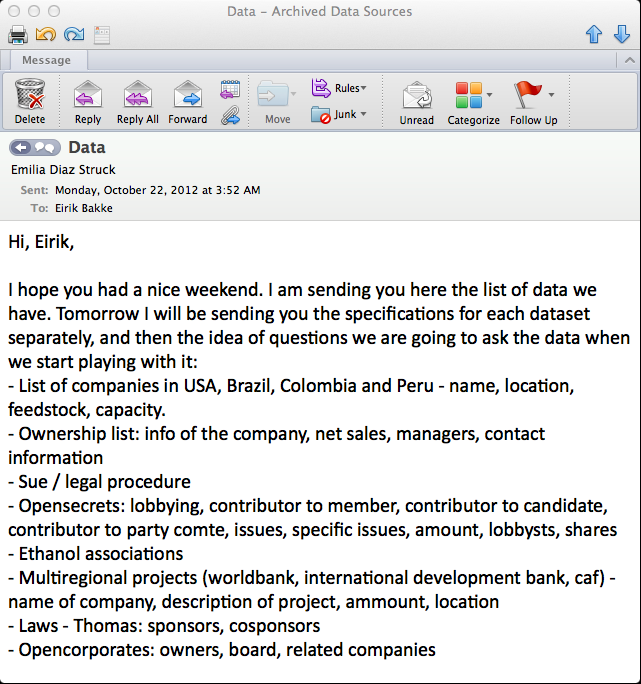 Data – Archived Data Sources
Message
Delete
Reply
Reply All
Forward
Move
Rules
Junk
Unread
Categorize
Follow Up
Data
Emilia Diaz Struck
Sent: Monday, October 22, 2012 at 3:52 AM
To: Eirik Bakke
Hi, Eirik,
I hope you had a nice weekend. I am sending you here the list of data we
have. Tomorrow I will be sending you the specifications for each dataset
separately, and then the idea of questions we are going to ask the data when
we start playing with it:
- List of companies in USA, Brazil, Colombia and Peru - name, location,
feedstock, capacity.
- Ownership list: info of the company, net sales, managers, contact
information
- Sue / legal procedure
- Opensecrets: lobbying, contributor to member, contributor to candidate,
contributor to party comte, issues, specific issues, amount, lobbysts, shares
- Ethanol associations
- Multiregional projects (worldbank, international development bank, caf) -
name of company, description of project, ammount, location
- Laws - Thomas: sponsors, cosponsors
- Opencorporates: owners, board, related companies